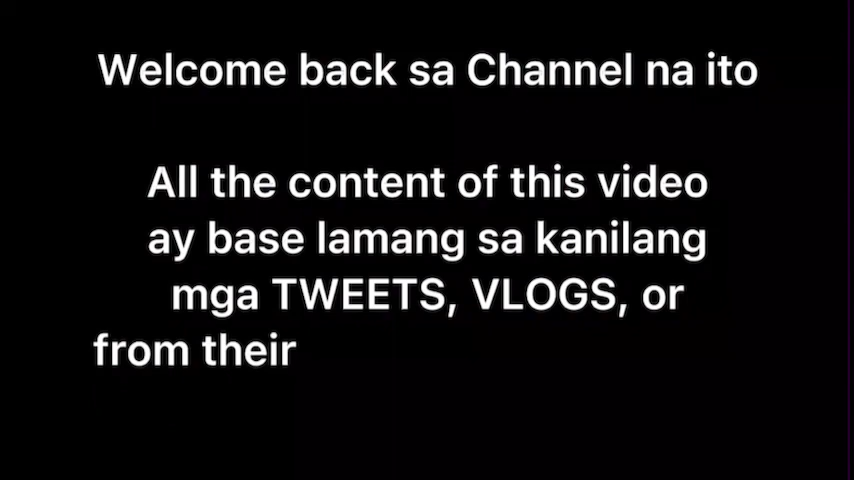 Welcome back sa Channel na ito
All the content of this video
ay base lamang sa kanilang
mga TWEETS, VLOGS, or
from their